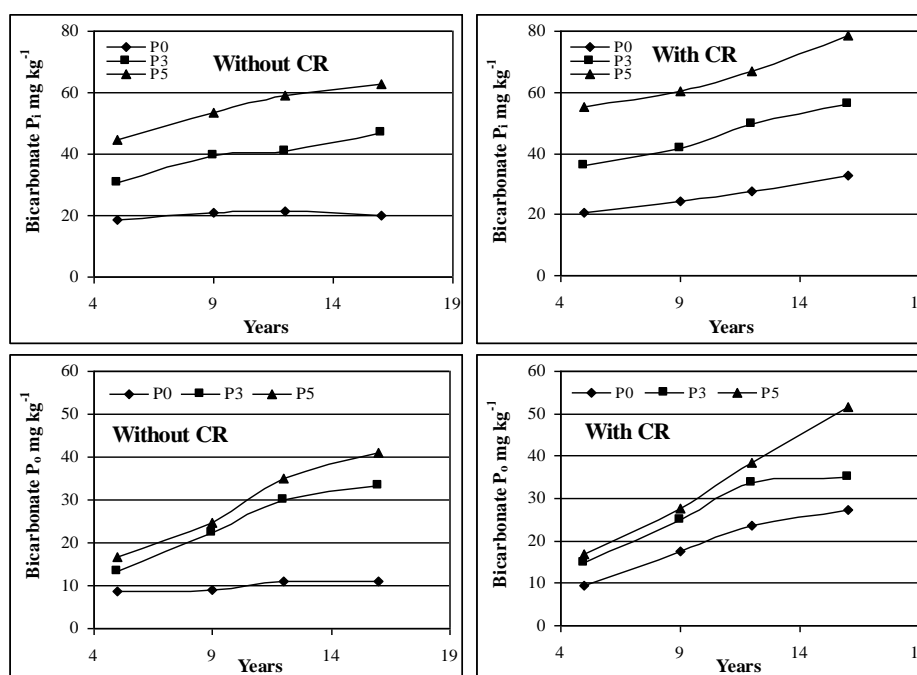 80
60
40
20
0
Bicarbonate Pi mg kg-1
P0
P3
P5
Without CR
4 9 14 19
Years
80
60
40
20
0
Bicarbonate Pi mg kg-1
P0
P3
P5
With CR
4 9 14
Years
60
50
40
30
20
10
0
Bicarbonate Po mg kg-1
P0 P3 P5
Without CR
4 9 14 19
Years
60
50
40
30
20
10
0
Bicarbonate Po mg kg-1
P0 P3 P5
With CR
4 9 14
Years